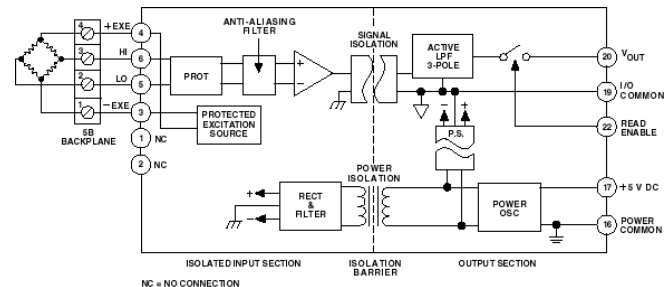 ANTI-ALIASING
FILTER
SIGNAL
ISOLATION
ACTIVE
LPF
3-POLE
4
+EXE
4
3
HI
6
2
LO
5
1
−EXE
3
5B
BACKPLANE
1
NC
2
NC
PROT
+
−
PROTECTED
EXCITATION
SOURCE
20
VOUT
19
I/O
COMMON
22
READ
ENABLE
− +
P.S.
POWER
ISOLATION
+
−
RECT
&
FILTER
POWER
OSC
17
+5 V DC
16
POWER
COMMON
ISOLATED INPUT SECTION
ISOLATION
BARRIER
OUTPUT SECTION
NC = NO CONNECTION